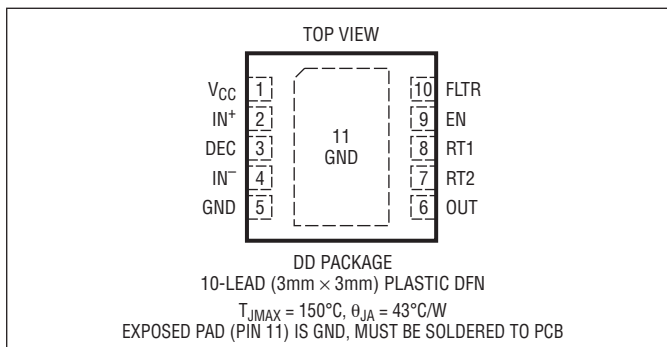 TOP VIEW
VCC 1
IN+ 2
DEC 3
IN– 4
GND 5
11
GND
10 FLTR
9 EN
8 RT1
7 RT2
6 OUT
DD PACKAGE
10-LEAD (3mm × 3mm) PLASTIC DFN
TJMAX = 150°C, θJA = 43°C/W
EXPOSED PAD (PIN 11) IS GND, MUST BE SOLDERED TO PCB